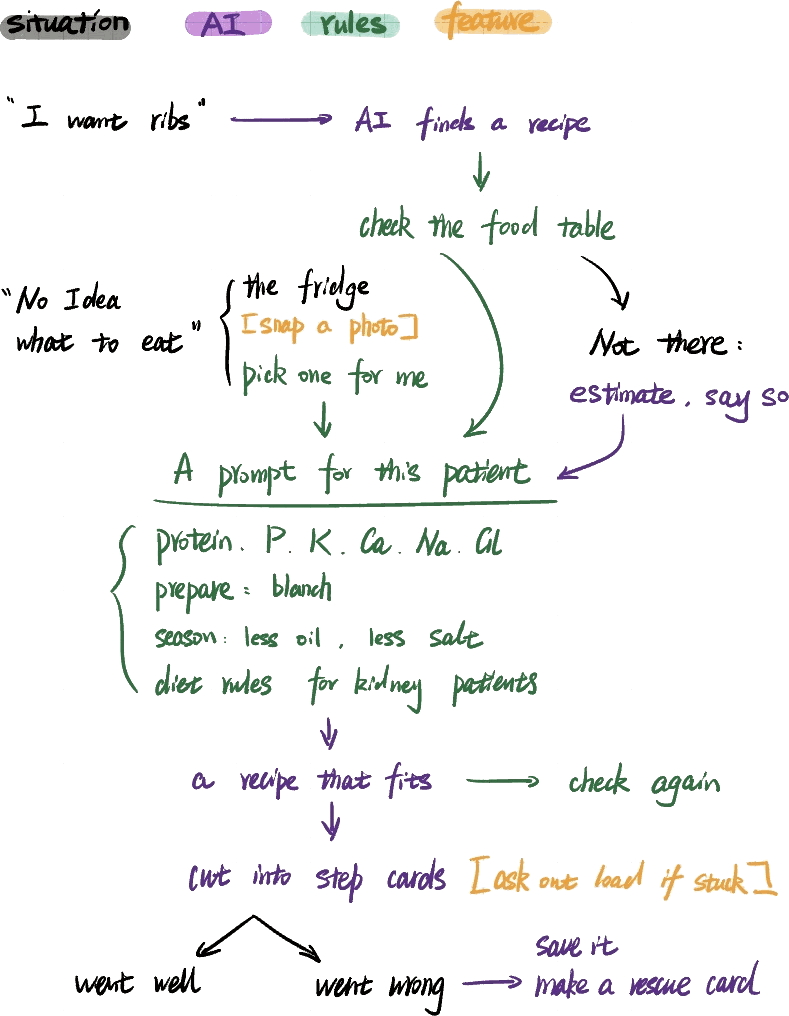 situation AI rules feature
"I want ribs" AI finds a recipe
check the food table
"No Idea
what to eat"
the fridge
[snap a photo]
pick one for me
Not there:
estimate, say so
A prompt for this patient
protein. P. K. Ca. Na. Cl
prepare: blanch
season: less oil, less salt
diet rules for kidney patients
a recipe that fits check again
cut into step cards [ask out load if stuck]
went well
went wrong
save it
make a rescue card